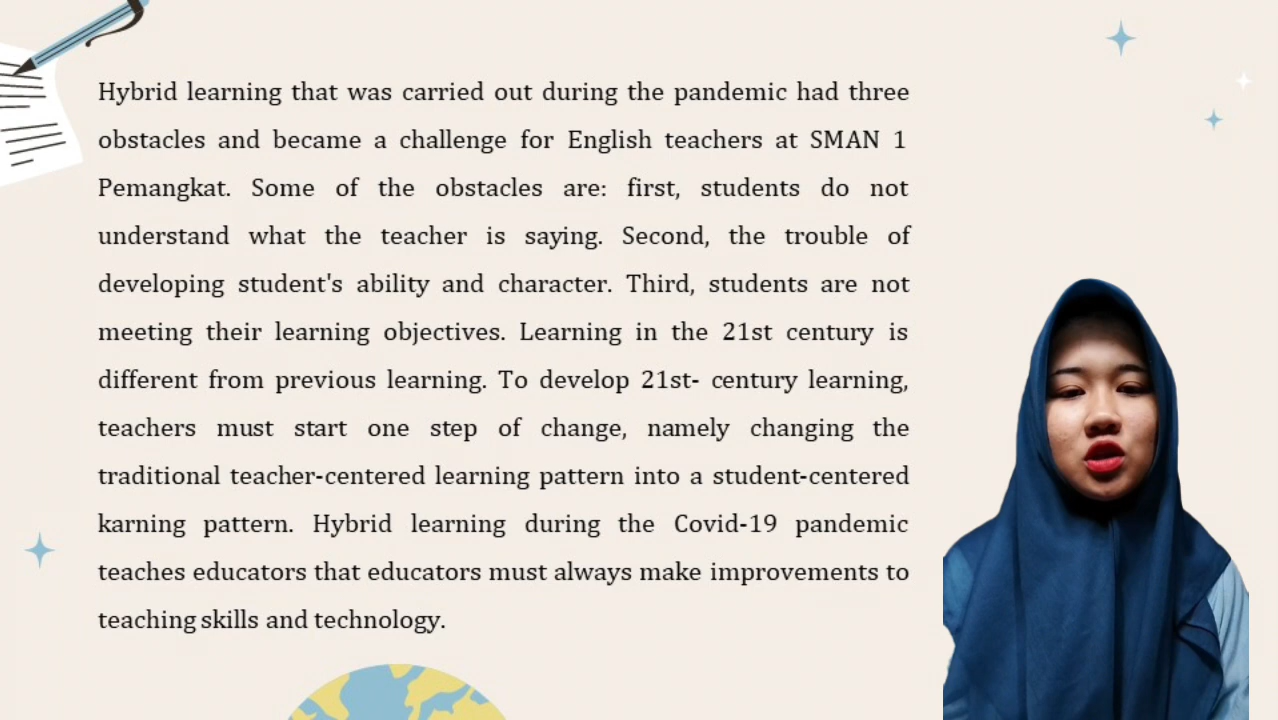 Hybrid learning that was carried out during the pandemic had three
obstacles and became a challenge for English teachers at SMAN 1
Pemangkat. Some of the obstacles are: first, students do not
understand what the teacher is saying. Second, the trouble of
developing student's ability and character. Third, students are not
meeting their learning objectives. Learning in the 21st century is
different from previous learning. To develop 21st- century learning,
teachers must start one step of change, namely changing the
traditional teacher-centered learning pattern into a student-centered
karning pattern. Hybrid learning during the Covid-19 pandemic
teaches educators that educators must always make improvements to
teaching skills and technology.